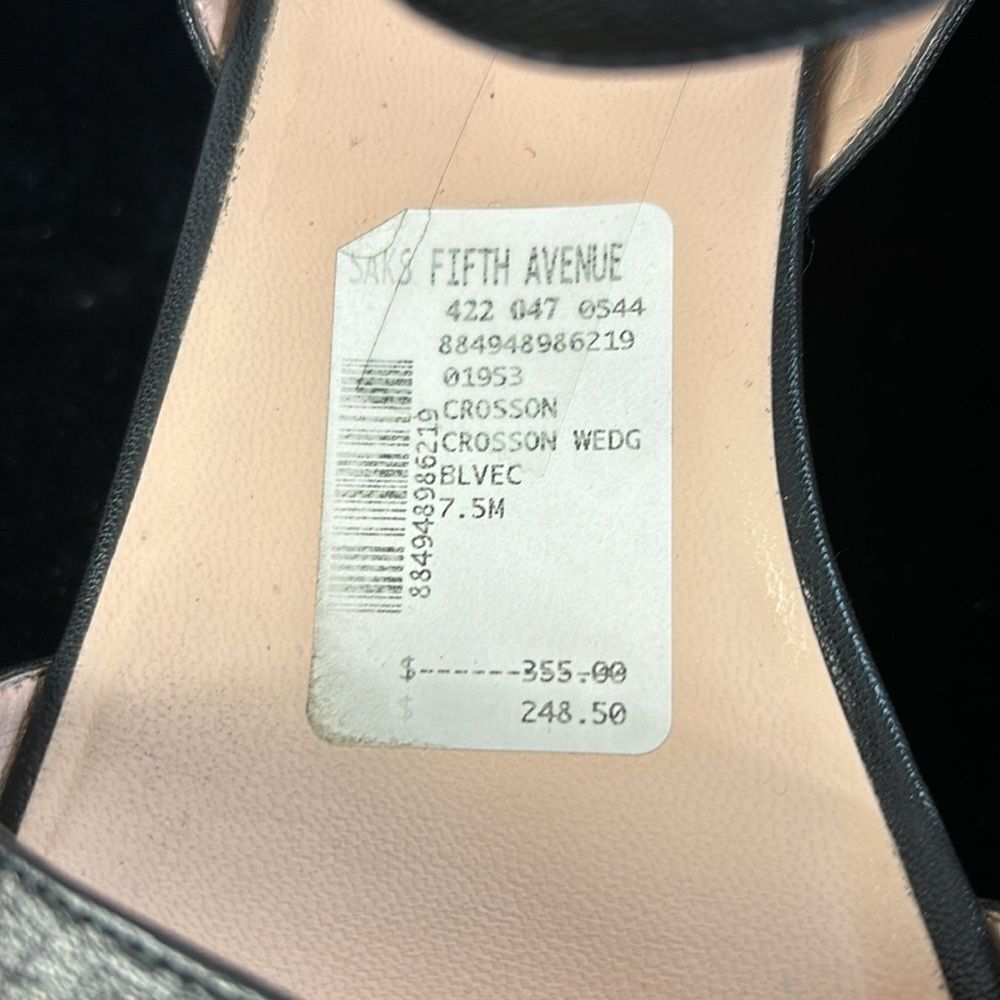 SAKS FIFTH AVENUE
422 047 0544
884948986219
01953
CROSSON
CROSSON WEDG
BLVEC
7.5M
884948986219
$------355.00
$ 248.50